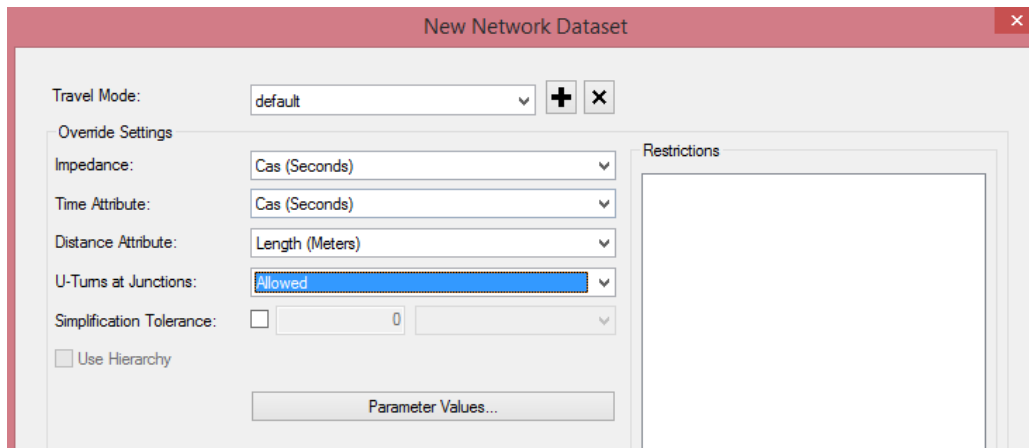 New Network Dataset
Travel Mode:
default
Override Settings
Impedance:
Cas (Seconds)
Time Attribute:
Cas (Seconds)
Distance Attribute:
Length (Meters)
U-Turns at Junctions:
Allowed
Simplification Tolerance:
0
Use Hierarchy
Parameter Values...
Restrictions